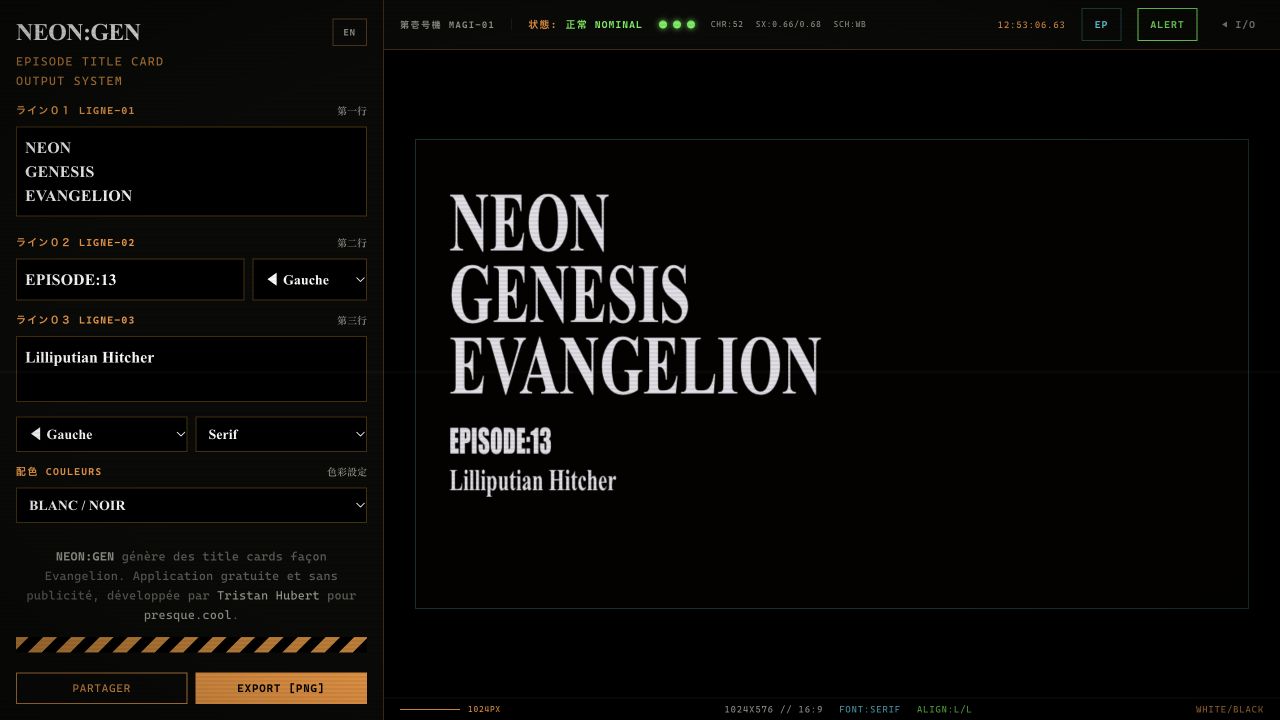 NEON:GEN
EN
EPISODE TITLE CARD
OUTPUT SYSTEM
ライン０１ LIGNE-01 第一行
NEON
GENESIS
EVANGELION
ライン０２ LIGNE-02 第二行
EPISODE:13
◀ Gauche
ライン０３ LIGNE-03 第三行
Lilliputian Hitcher
◀ Gauche
Serif
配色 COULEURS 色彩設定
BLANC / NOIR
NEON:GEN génère des title cards façon
Evangelion. Application gratuite et sans
publicité, développée par Tristan Hubert pour
presque.cool.
PARTAGER
EXPORT [PNG]
第壱号機 MAGI-01
状態: 正常 NOMINAL
CHR:52 SX:0.66/0.68 SCH:WB
12:53:06.63
EP
ALERT
◀ I/O
NEON
GENESIS
EVANGELION
EPISODE:13
Lilliputian Hitcher
1024PX
1024X576 // 16:9 FONT:SERIF ALIGN:L/L
WHITE/BLACK